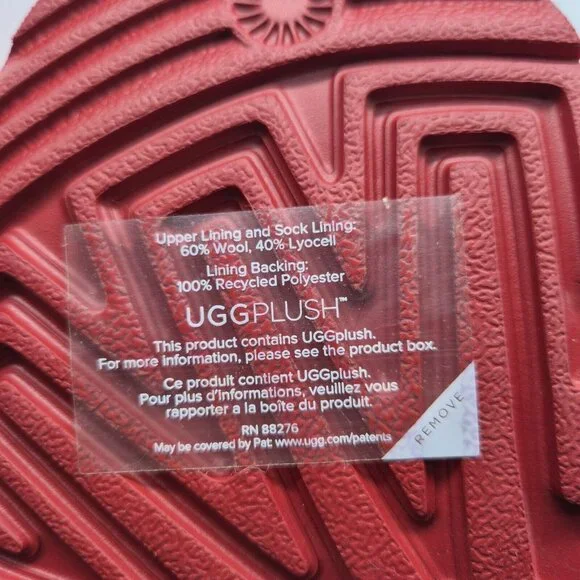 Upper Lining and Sock Lining:
60% Wool, 40% Lyocell
Lining Backing:
100% Recycled Polyester
UGGPLUSH™
This product contains UGGplush.
For more information, please see the product box.
Ce produit contient UGGplush.
Pour plus d'informations, veuillez vous
rapporter a la boîte du produit.
RN 88276
May be covered by Pat: www.ugg.com/patents
REMOVE